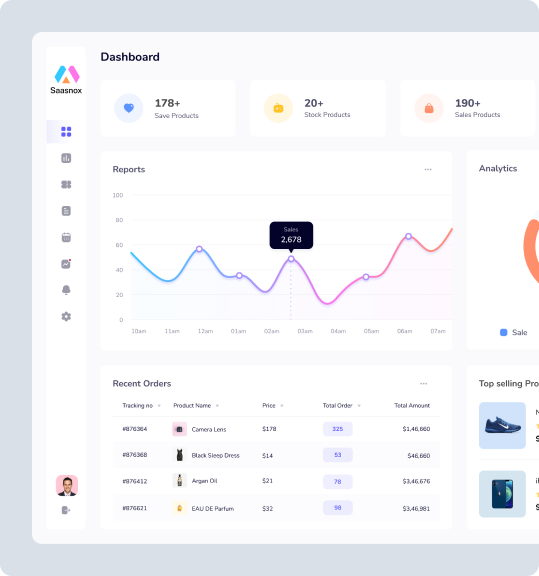 Dashboard
Saasnox
178+
Save Products
20+
Stock Products
190+
Sales Products
Reports
Analytics
100
80
60
40
20
0
Sales
2,678
10am 11am 12am 01am 02am 03am 04am 05am 06am 07am
Sale
Recent Orders
Top selling Pro
Tracking no Product Name Price Total Order Total Amount
#876364 Camera Lens $178 325 $1,46,660
#876368 Black Sleep Dress $14 53 $46,660
#876412 Argan Oil $21 78 $3,46,676
#876621 EAU DE Parfum $32 98 $3,46,981
N
$
iP
$